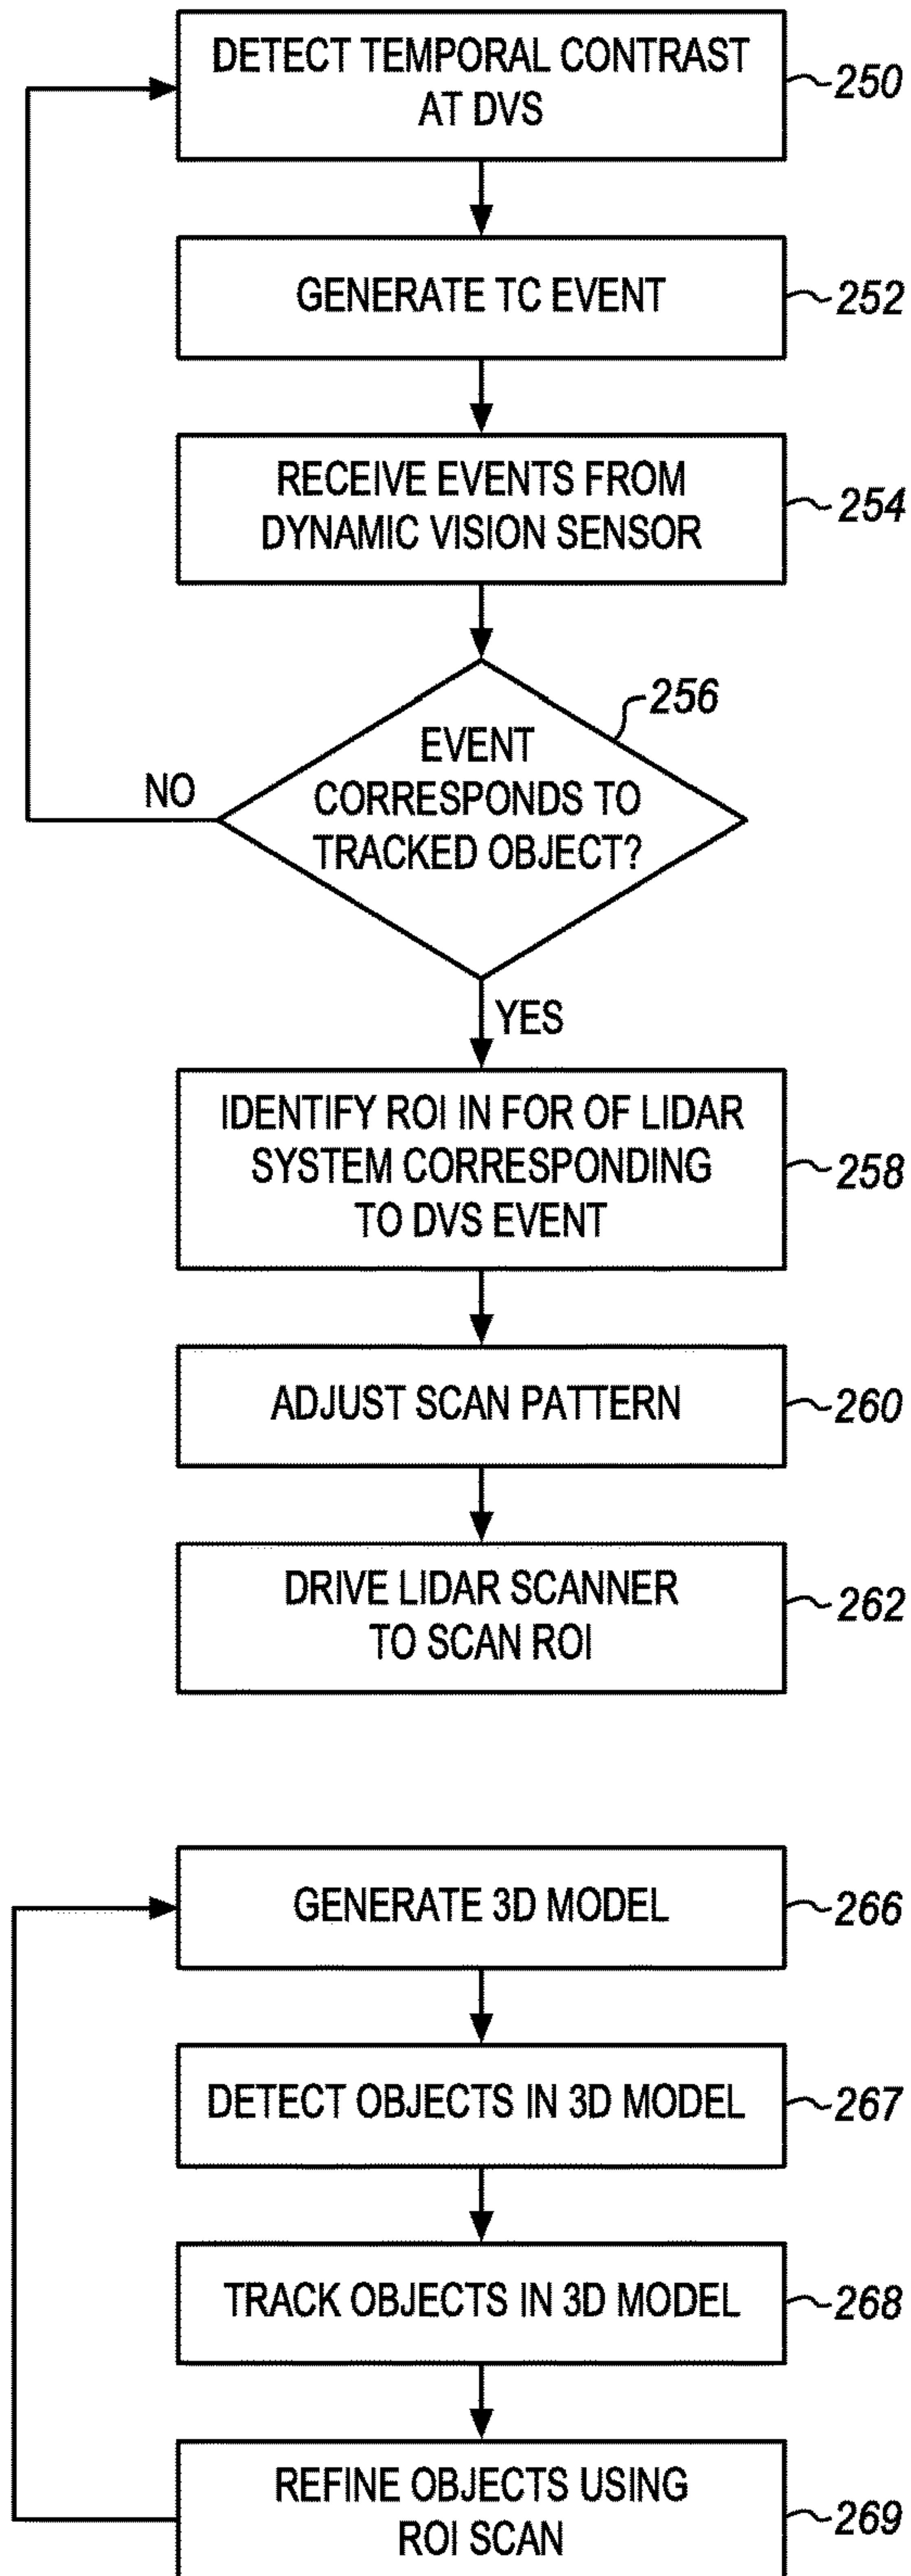 DETECT TEMPORAL CONTRAST
AT DVS
250
GENERATE TC EVENT
252
RECEIVE EVENTS FROM
DYNAMIC VISION SENSOR
254
256
EVENT
CORRESPONDS TO
TRACKED OBJECT?
NO
YES
IDENTIFY ROI IN FOR OF LIDAR
SYSTEM CORRESPONDING
TO DVS EVENT
258
ADJUST SCAN PATTERN
260
DRIVE LIDAR SCANNER
TO SCAN ROI
262
GENERATE 3D MODEL
266
DETECT OBJECTS IN 3D MODEL
267
TRACK OBJECTS IN 3D MODEL
268
REFINE OBJECTS USING
ROI SCAN
269